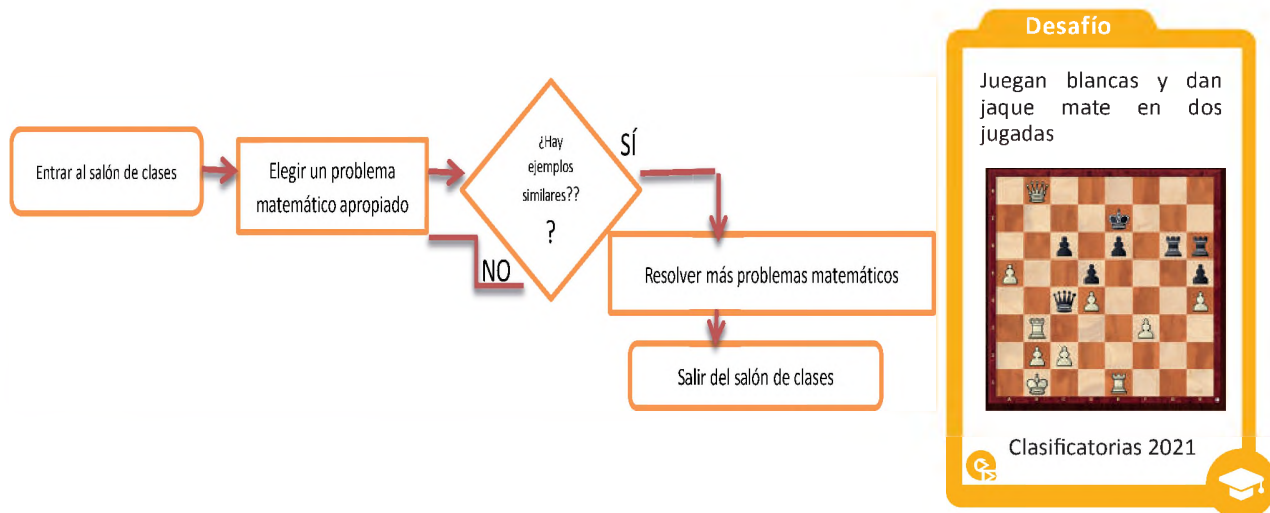 Entrar al salón de clases
Elegir un problema
matemático apropiado
¿Hay
ejemplos
similares??
?
SÍ
NO
Resolver más problemas matemáticos
Salir del salón de clases
Desafío
Juegan blancas y dan
jaque mate en dos
jugadas
Clasificatorias 2021